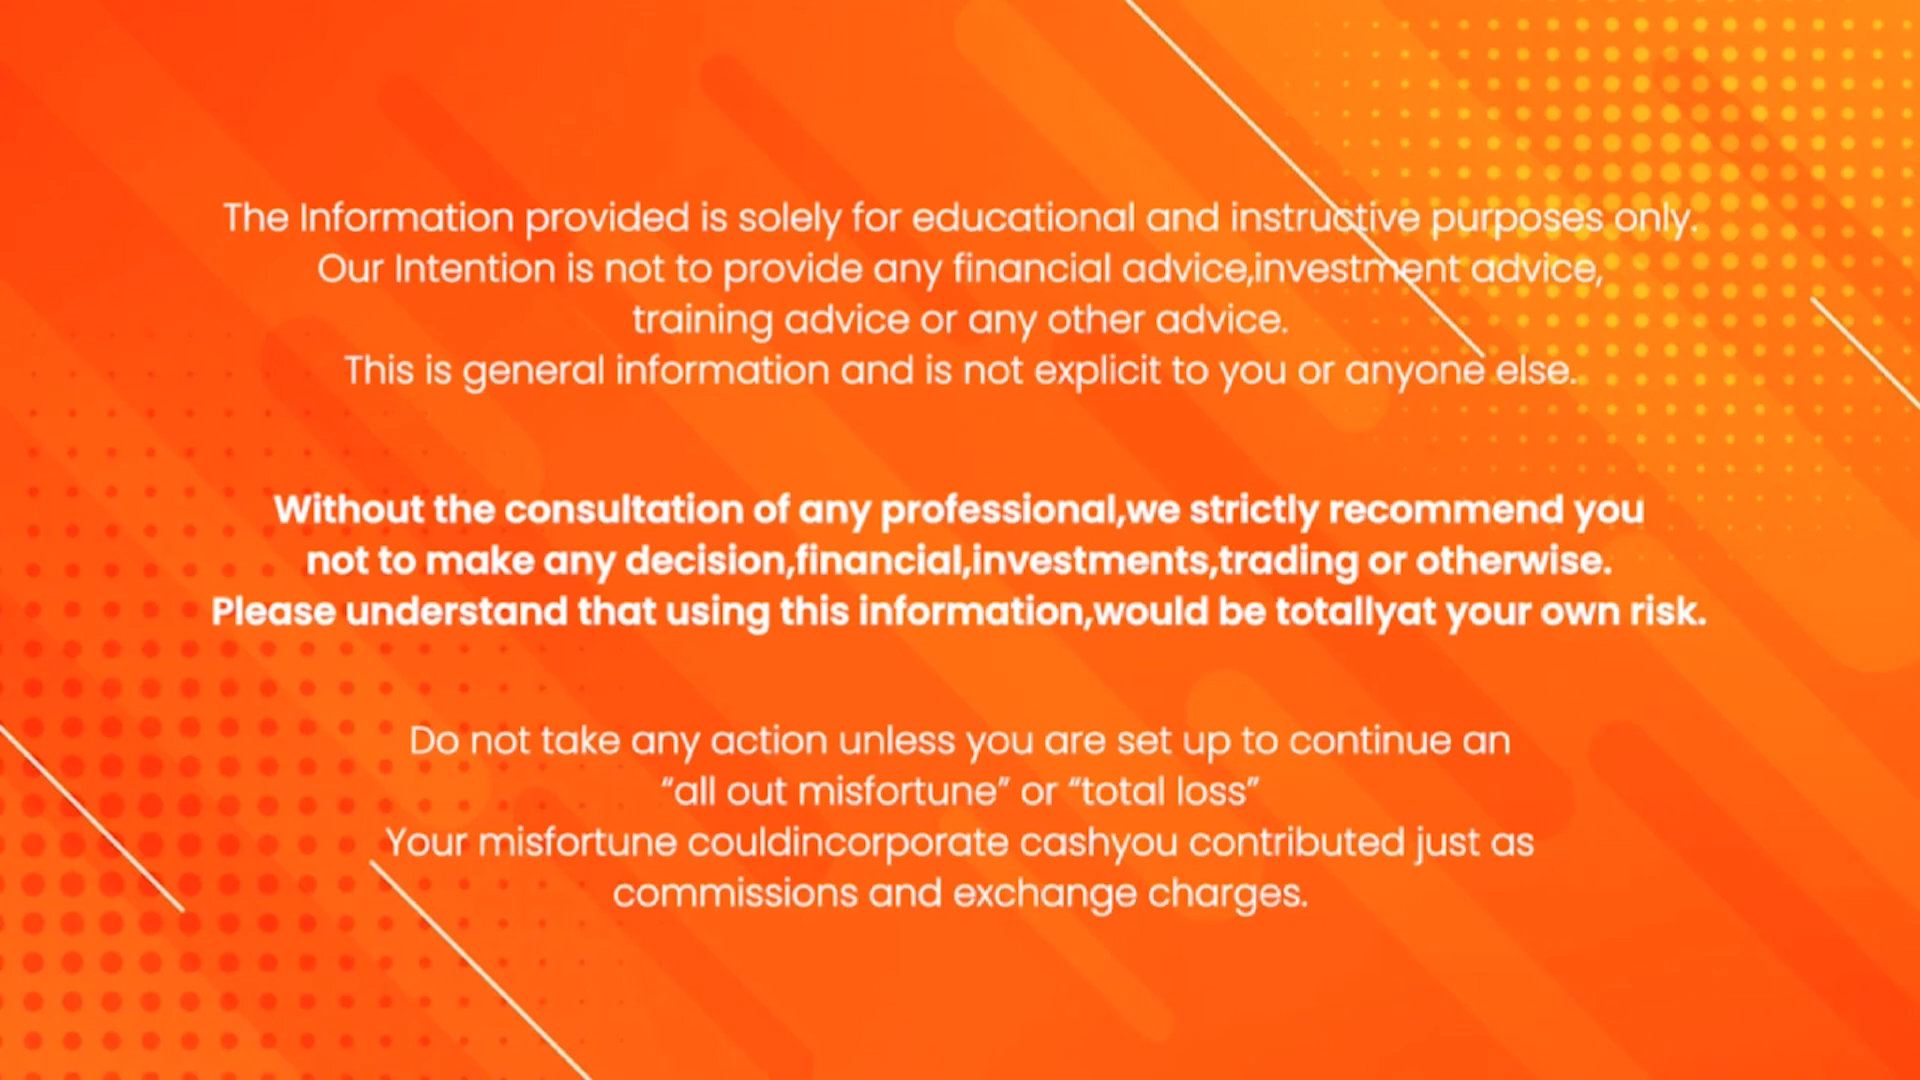 The Information provided is solely for educational and instructive purposes only.
Our Intention is not to provide any financial advice,investment advice,
training advice or any other advice.
This is general information and is not explicit to you or anyone else.
Without the consultation of any professional,we strictly recommend you
not to make any decision,financial,investments,trading or otherwise.
Please understand that using this information,would be totallyat your own risk.
Do not take any action unless you are set up to continue an
“all out misfortune” or “total loss”
Your misfortune couldincorporate cashyou contributed just as
commissions and exchange charges.